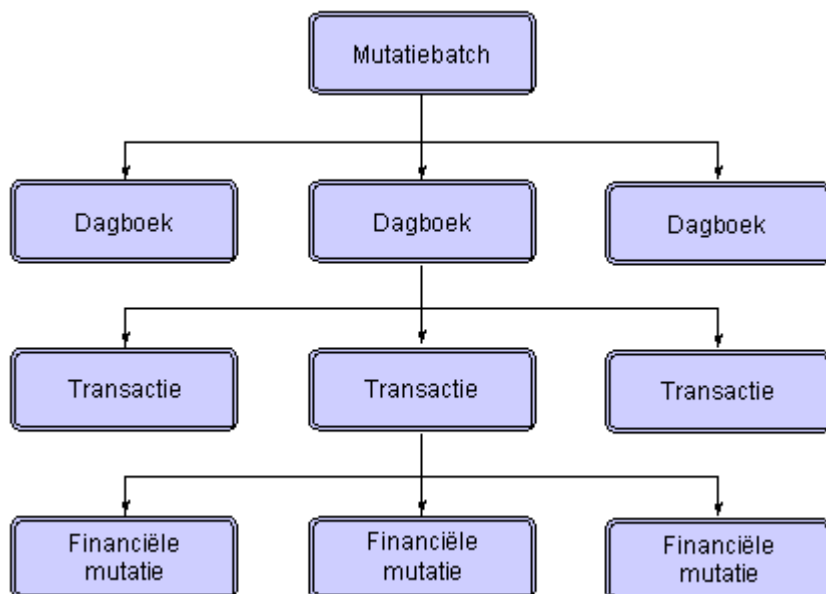 Mutatiebatch
Dagboek
Dagboek
Dagboek
Transactie
Transactie
Transactie
Financiële
mutatie
Financiële
mutatie
Financiële
mutatie